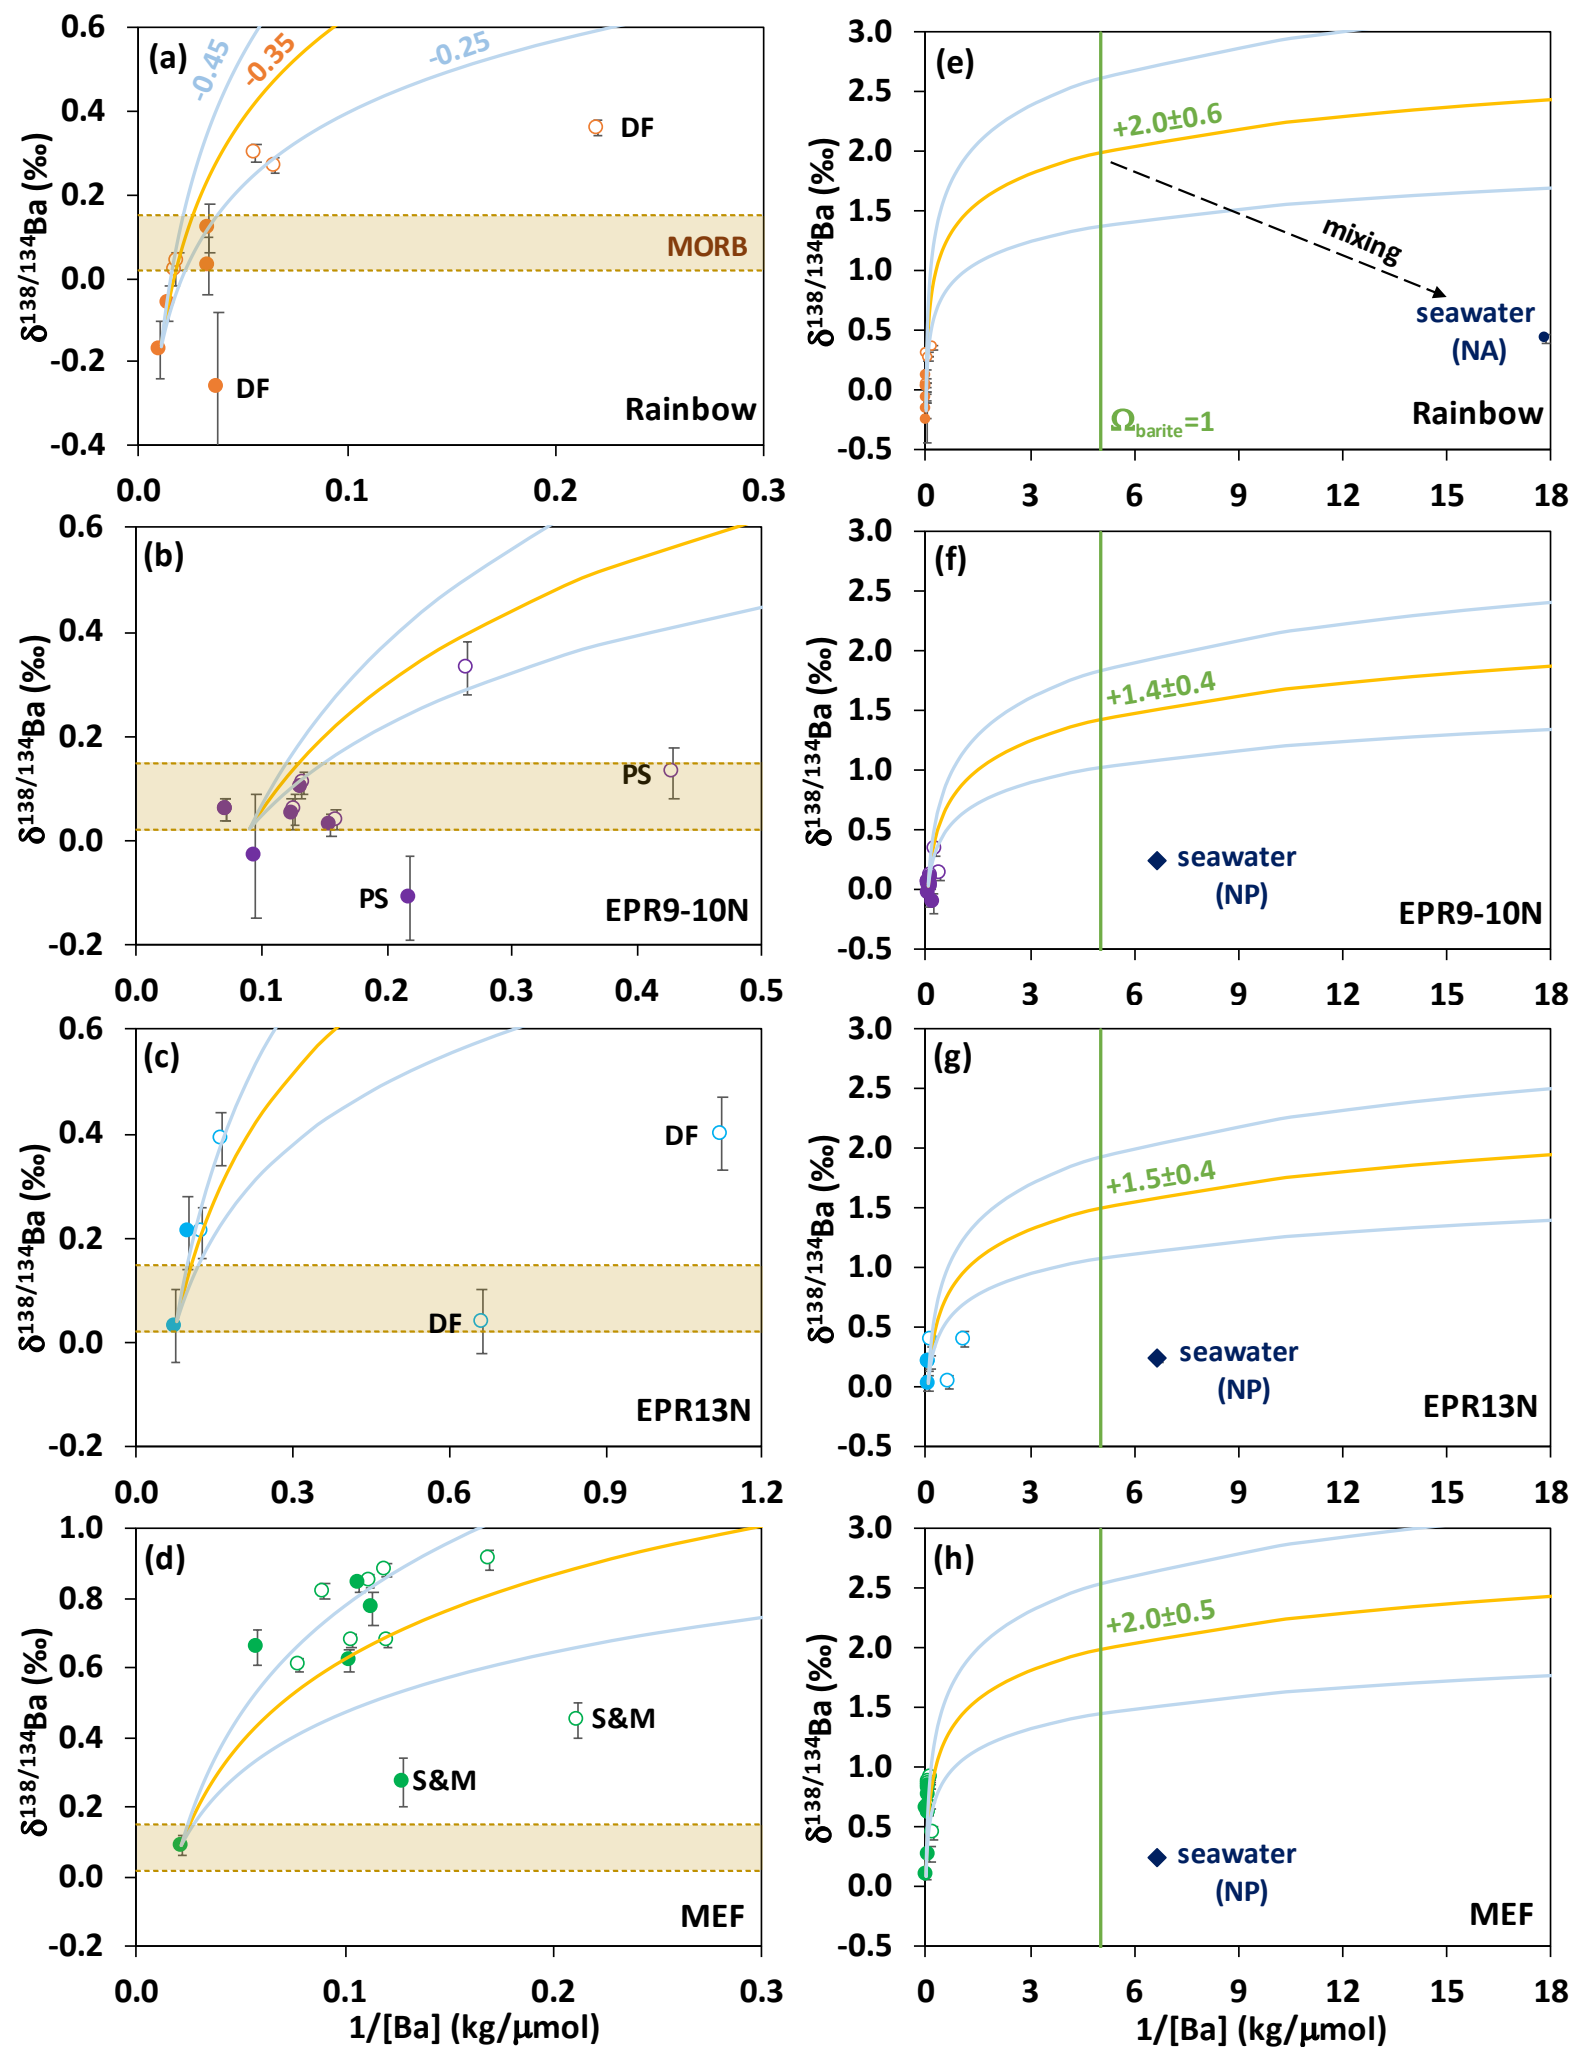 (a)
-0.45
-0.35
-0.25
DF
MORB
DF
Rainbow
δ138/134Ba (‰)
0.6
0.4
0.2
0.0
-0.2
-0.4
0.0 0.1 0.2 0.3
(e)
+2.0±0.6
mixing
seawater
(NA)
Ωbarite=1
Rainbow
δ138/134Ba (‰)
3.0
2.5
2.0
1.5
1.0
0.5
0.0
-0.5
0 3 6 9 12 15 18
(b)
PS
PS
EPR9-10N
δ138/134Ba (‰)
0.6
0.4
0.2
0.0
-0.2
0.0 0.1 0.2 0.3 0.4 0.5
(f)
+1.4±0.4
seawater
(NP)
EPR9-10N
δ138/134Ba (‰)
3.0
2.5
2.0
1.5
1.0
0.5
0.0
-0.5
0 3 6 9 12 15 18
(c)
DF
DF
EPR13N
δ138/134Ba (‰)
0.6
0.4
0.2
0.0
-0.2
0.0 0.3 0.6 0.9 1.2
(g)
+1.5±0.4
seawater
(NP)
EPR13N
δ138/134Ba (‰)
3.0
2.5
2.0
1.5
1.0
0.5
0.0
-0.5
0 3 6 9 12 15 18
(d)
S&M
S&M
MEF
δ138/134Ba (‰)
1.0
0.8
0.6
0.4
0.2
0.0
-0.2
0.0 0.1 0.2 0.3
1/[Ba] (kg/μmol)
(h)
+2.0±0.5
seawater
(NP)
MEF
δ138/134Ba (‰)
3.0
2.5
2.0
1.5
1.0
0.5
0.0
-0.5
0 3 6 9 12 15 18
1/[Ba] (kg/μmol)